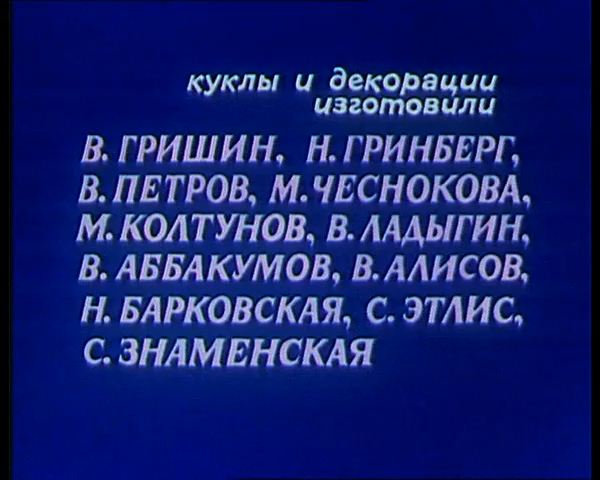 куклы и декорации
изготовили
В. ГРИШИН, Н. ГРИНБЕРГ,
В. ПЕТРОВ, М. ЧЕСНОКОВА,
М. КОЛТУНОВ, В. ЛАДЫГИН,
В. АББАКУМОВ, В. АЛИСОВ,
Н. БАРКОВСКАЯ, С. ЭТЛИС,
С. ЗНАМЕНСКАЯ